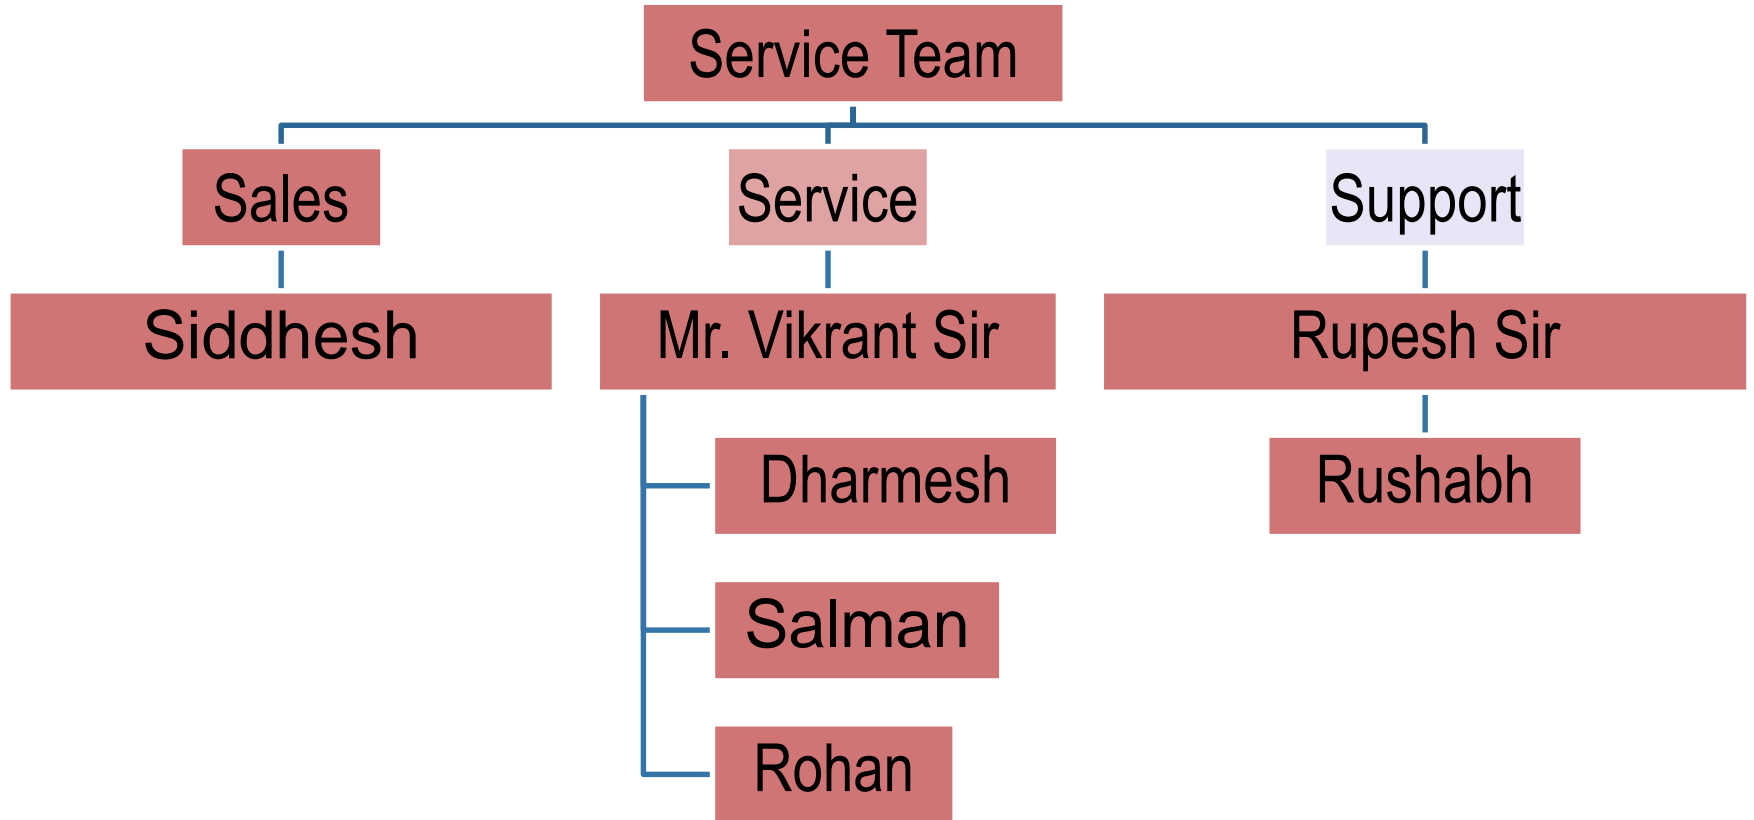 Service Team
Sales
Service
Support
Siddhesh
Mr. Vikrant Sir
Rupesh Sir
Dharmesh
Rushabh
Salman
Rohan